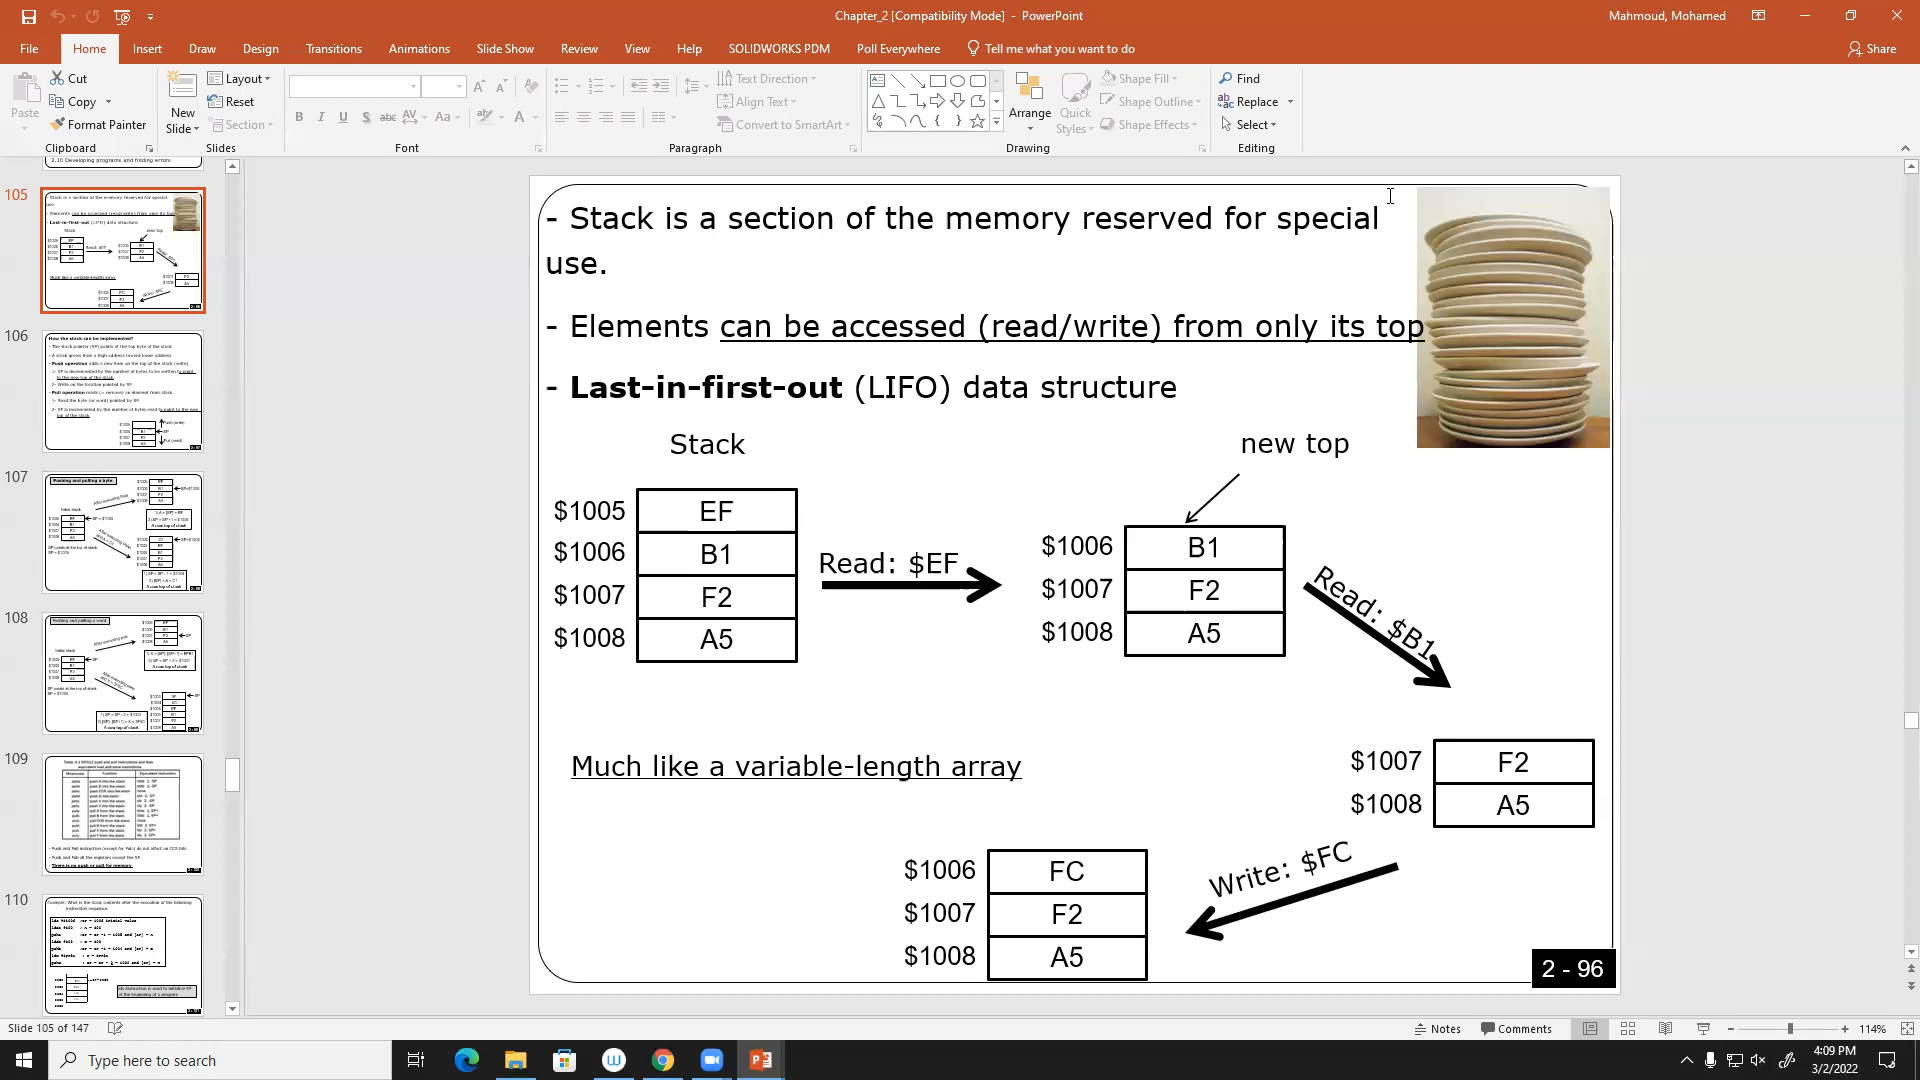 Chapter_2 [Compatibility Mode] - PowerPoint
Mahmoud, Mohamed
File Home Insert Draw Design Transitions Animations Slide Show Review View Help SOLIDWORKS PDM Poll Everywhere Tell me what you want to do Share
Paste
Cut
Copy
Format Painter
Clipboard
New
Slide
Layout
Reset
Section
Slides
Font
Text Direction
Align Text
Convert to SmartArt
Paragraph
Arrange
Quick
Styles
Shape Fill
Shape Outline
Shape Effects
Drawing
Find
Replace
Select
Editing
2.10 Developing programs and finding errors
105
106
107
108
109
110
- Stack is a section of the memory reserved for special
use.
- Elements can be accessed (read/write) from only its top
- Last-in-first-out (LIFO) data structure
Stack
new top
$1005 EF
$1006 B1
$1007 F2
$1008 A5
Read: $EF
$1006 B1
$1007 F2
$1008 A5
Read: $B1
Much like a variable-length array
$1007 F2
$1008 A5
Write: $FC
$1006 FC
$1007 F2
$1008 A5
2 - 96
Slide 105 of 147
Notes
Comments
114%
Type here to search
4:09 PM
3/2/2022